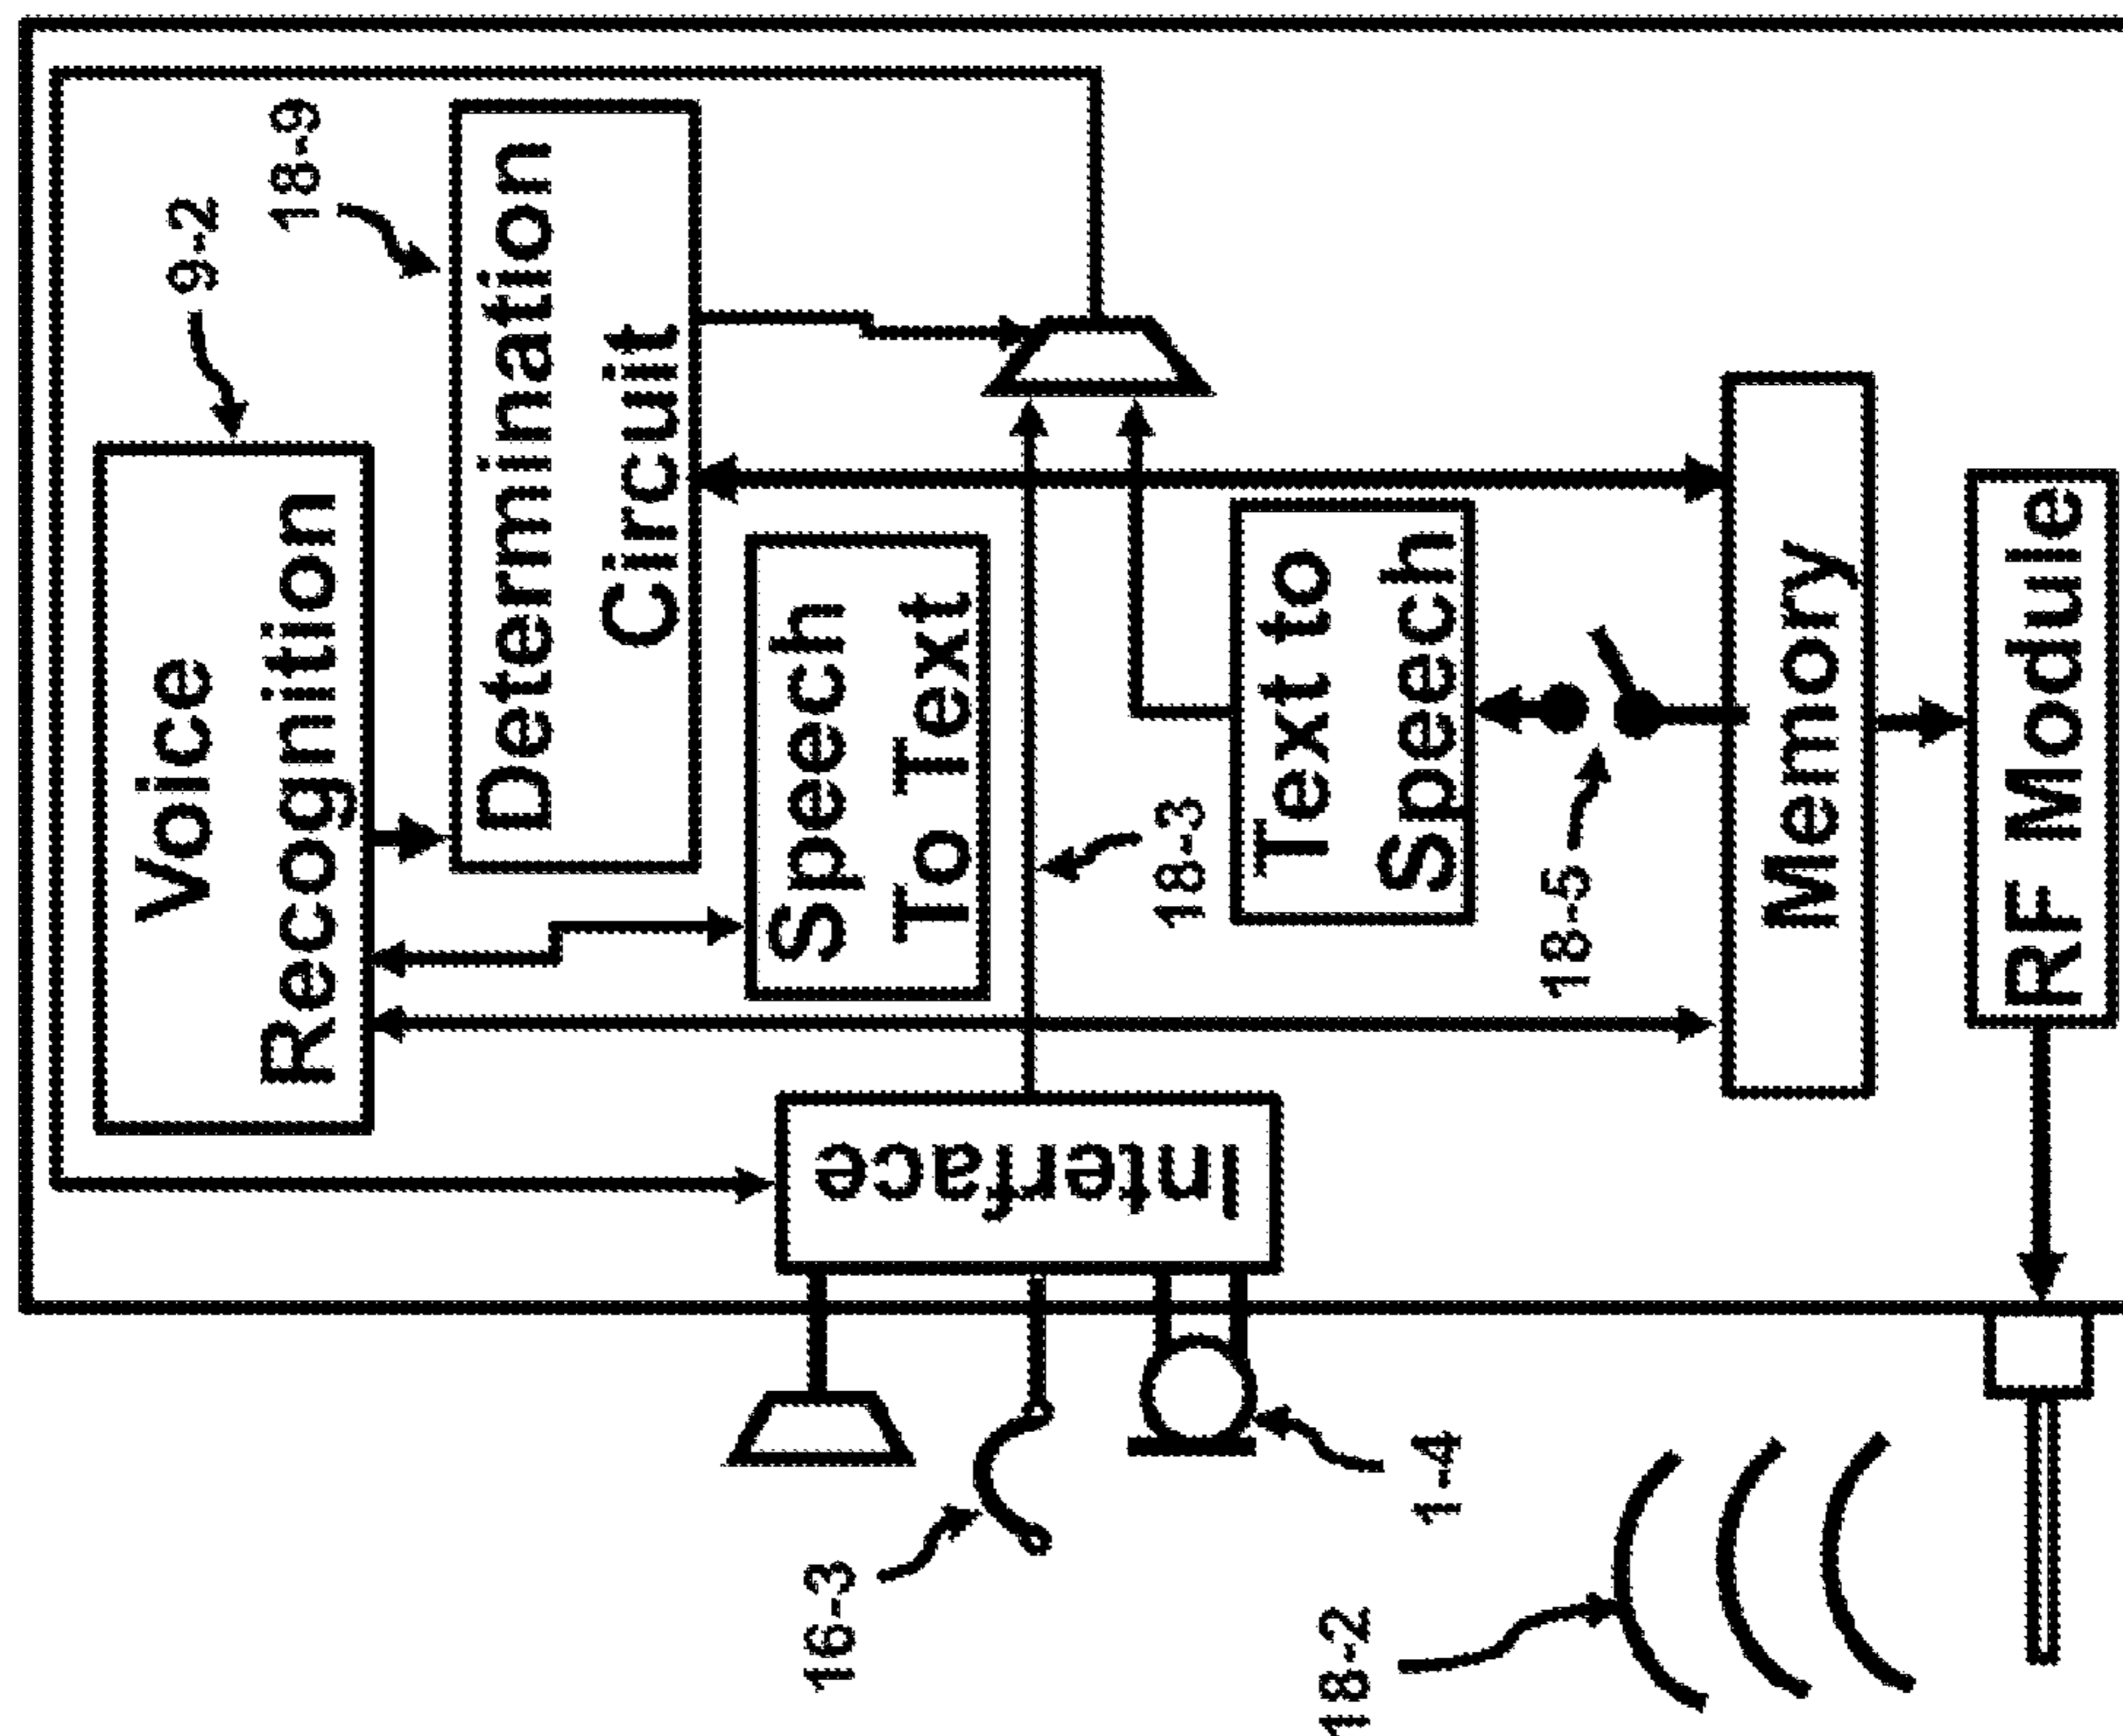 Voice
Recognition
9-2
18-9
Determination
Circuit
Speech
To Text
Interface
18-3
Text to
Speech
18-5
Memory
RF Module
16-3
1-4
18-2